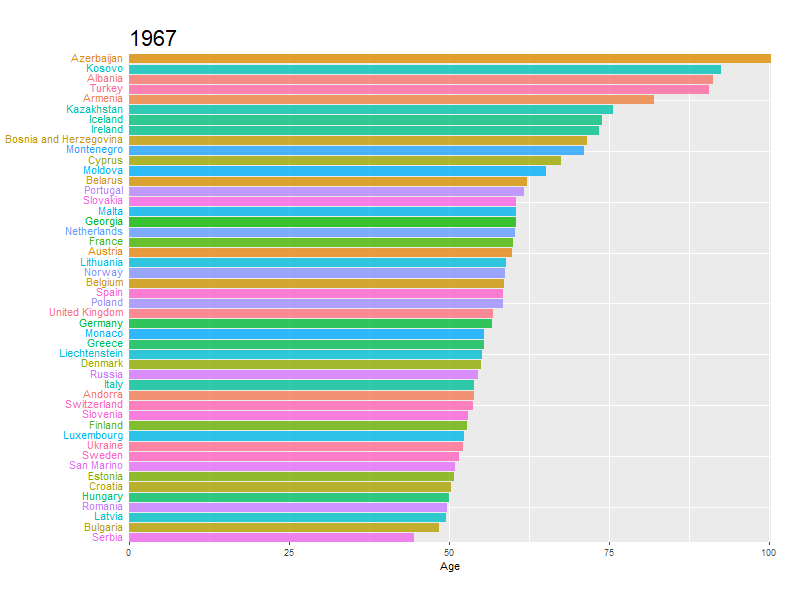 1967
Azerbaijan
Kosovo
Albania
Turkey
Armenia
Kazakhstan
Iceland
Ireland
Bosnia and Herzegovina
Montenegro
Cyprus
Moldova
Belarus
Portugal
Slovakia
Malta
Georgia
Netherlands
France
Austria
Lithuania
Norway
Belgium
Spain
Poland
United Kingdom
Germany
Monaco
Greece
Liechtenstein
Denmark
Russia
Italy
Andorra
Switzerland
Slovenia
Finland
Luxembourg
Ukraine
Sweden
San Marino
Estonia
Croatia
Hungary
Romania
Latvia
Bulgaria
Serbia
0 25 50 75 100
Age